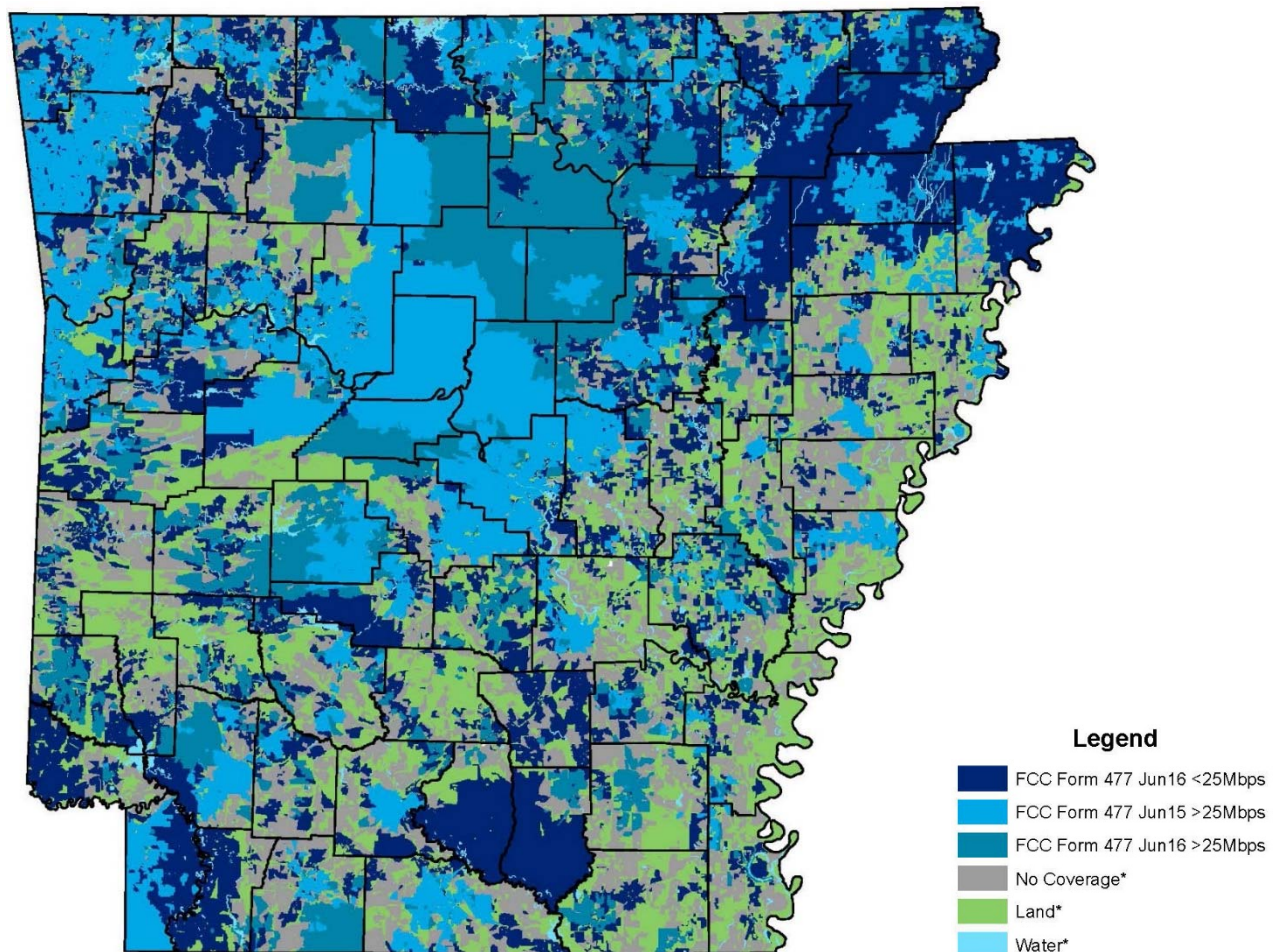 Legend
FCC Form 477 Jun16 <25Mbps
FCC Form 477 Jun15 >25Mbps
FCC Form 477 Jun16 >25Mbps
No Coverage*
Land*
Water*